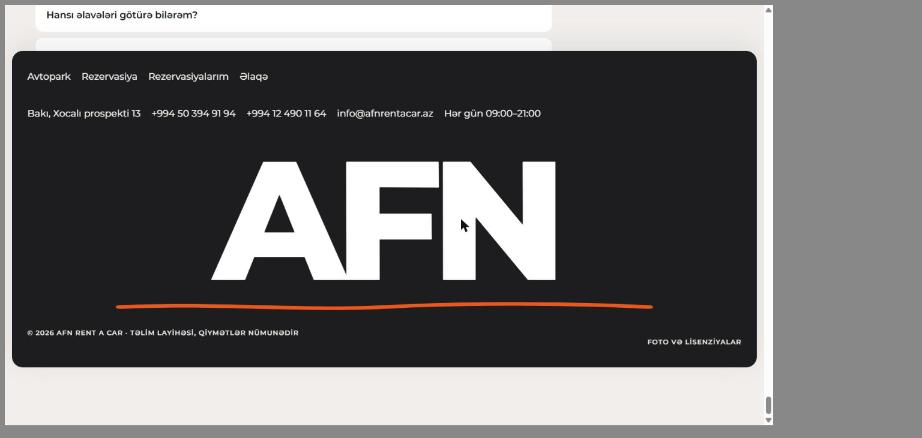 Hansı əlavələri götürə bilərəm?
Avtopark Rezervasiya Rezervasiyalarım Əlaqə
Bakı, Xocalı prospekti 13 +994 50 394 91 94 +994 12 490 11 64 info@afnrentacar.az Hər gün 09:00–21:00
AFN
© 2026 AFN RENT A CAR · TƏLİM LAYİHƏSİ, QİYMƏTLƏR NÜMUNƏDİR
FOTO VƏ LİSENZİYALAR